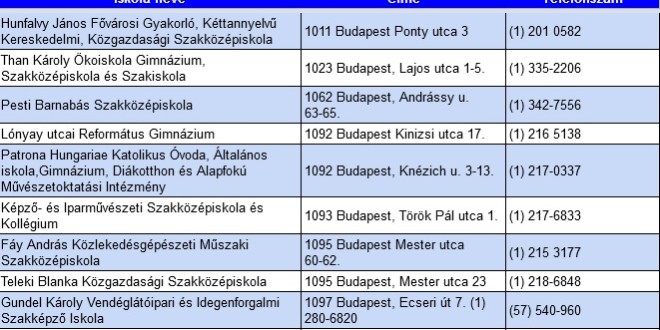 Iskola neve Címe Telefonszám
Hunfalvy János Fővárosi Gyakorló, Kéttannyelvű
Kereskedelmi, Közgazdasági Szakközépiskola
1011 Budapest Ponty utca 3
(1) 201 0582
Than Károly Ökoiskola Gimnázium,
Szakközépiskola és Szakiskola
1023 Budapest, Lajos utca 1-5.
(1) 335-2206
Pesti Barnabás Szakközépiskola
1062 Budapest, Andrássy u.
63-65.
(1) 342-7556
Lónyay utcai Református Gimnázium
1092 Budapest Kinizsi utca 17.
(1) 216 5138
Patrona Hungariae Katolikus Óvoda, Általános
iskola,Gimnázium, Diákotthon és Alapfokú
Művészetoktatási Intézmény
1092 Budapest, Knézich u. 3-13.
(1) 217-0337
Képző- és Iparművészeti Szakközépiskola és
Kollégium
1093 Budapest, Török Pál utca 1.
(1) 217-6833
Fáy András Közlekedésgépészeti Műszaki
Szakközépiskola
1095 Budapest Mester utca
60-62.
(1) 215 3177
Teleki Blanka Közgazdasági Szakközépiskola
1095 Budapest, Mester utca 23
(1) 218-6848
Gundel Károly Vendéglátóipari és Idegenforgalmi
Szakképző Iskola
1097 Budapest, Ecseri út 7. (1)
280-6820
(57) 540-960